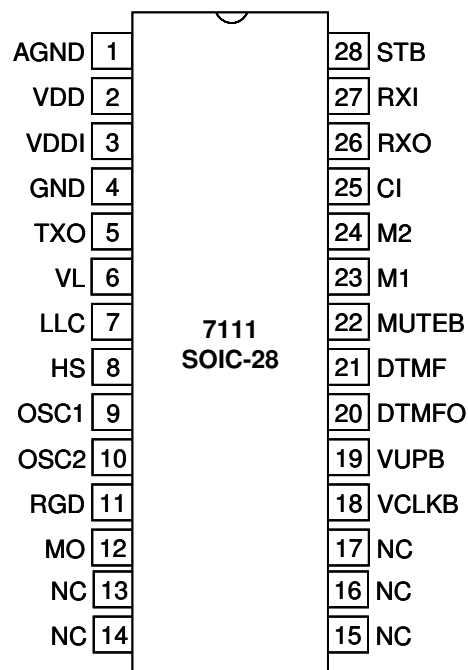 AGND 1 28 STB
VDD 2 27 RXI
VDDI 3 26 RXO
GND 4 25 CI
TXO 5 24 M2
VL 6 23 M1
LLC 7 22 MUTEB
7111
SOIC-28
HS 8 21 DTMF
OSC1 9 20 DTMFO
OSC2 10 19 VUPB
RGD 11 18 VCLKB
MO 12 17 NC
NC 13 16 NC
NC 14 15 NC